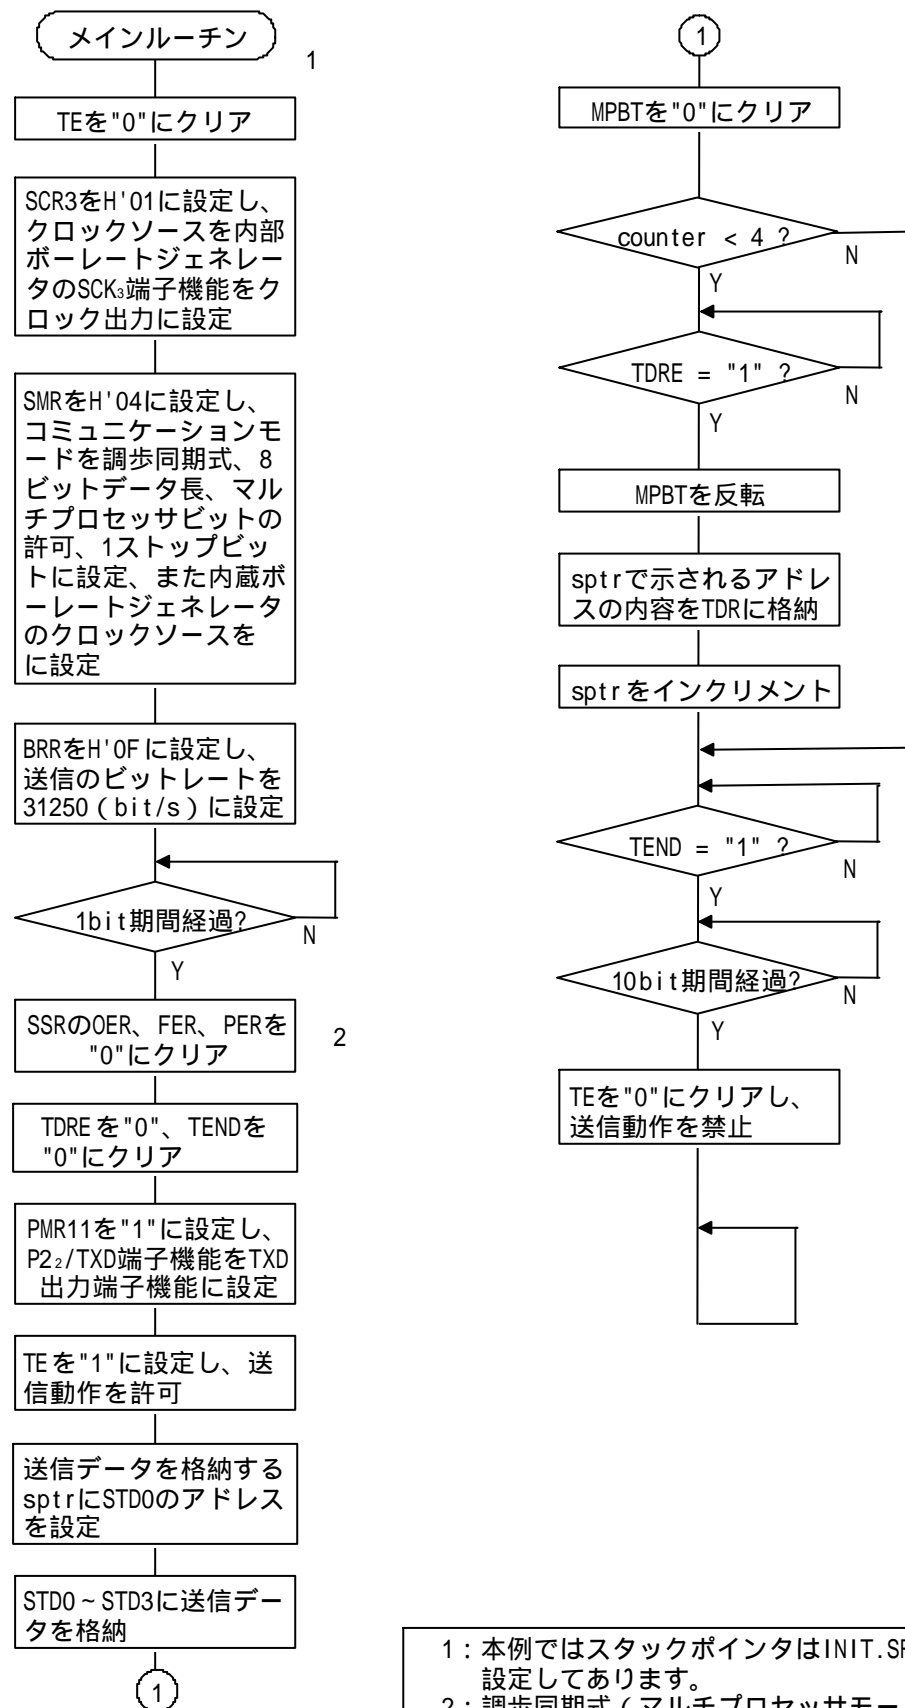 メインルーチン
1
TEを"0"にクリア
SCR3をH'01に設定し、
クロックソースを内部
ボーレートジェネレー
タのSCK₃端子機能をク
ロック出力に設定
SMRをH'04に設定し、
コミュニケーションモ
ードを調歩同期式、8
ビットデータ長、マル
チプロセッサビットの
許可、1ストップビッ
トに設定、また内蔵ボ
ーレートジェネレータ
のクロックソースを
に設定
BRRをH'0Fに設定し、
送信のビットレートを
31250(bit/s)に設定
1bit期間経過?
N
Y
SSRのOER、FER、PERを
"0"にクリア
2
TDREを"0"、TENDを
"0"にクリア
PMR11を"1"に設定し、
P2₂/TXD端子機能をTXD
出力端子機能に設定
TEを"1"に設定し、送
信動作を許可
送信データを格納する
sptrにSTD0のアドレス
を設定
STD0~STD3に送信デー
タを格納
1
1
MPBTを"0"にクリア
counter < 4 ?
N
Y
TDRE = "1" ?
N
Y
MPBTを反転
sptrで示されるアドレ
スの内容をTDRに格納
sptrをインクリメント
TEND = "1" ?
N
Y
10bit期間経過?
N
Y
TEを"0"にクリアし、
送信動作を禁止
1:本例ではスタックポインタはINIT.SR
設定してあります。
2:調歩同期式(マルチプロセッサモー